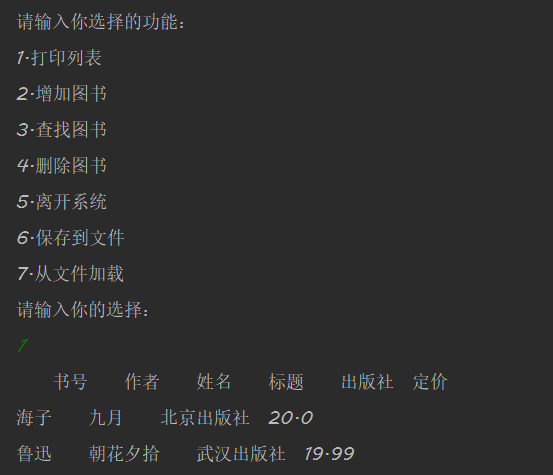 请输入你选择的功能：
1.打印列表
2.增加图书
3.查找图书
4.删除图书
5.离开系统
6.保存到文件
7.从文件加载
请输入你的选择：
1
书号 作者 姓名 标题 出版社 定价
海子 九月 北京出版社 20.0
鲁迅 朝花夕拾 武汉出版社 19.99